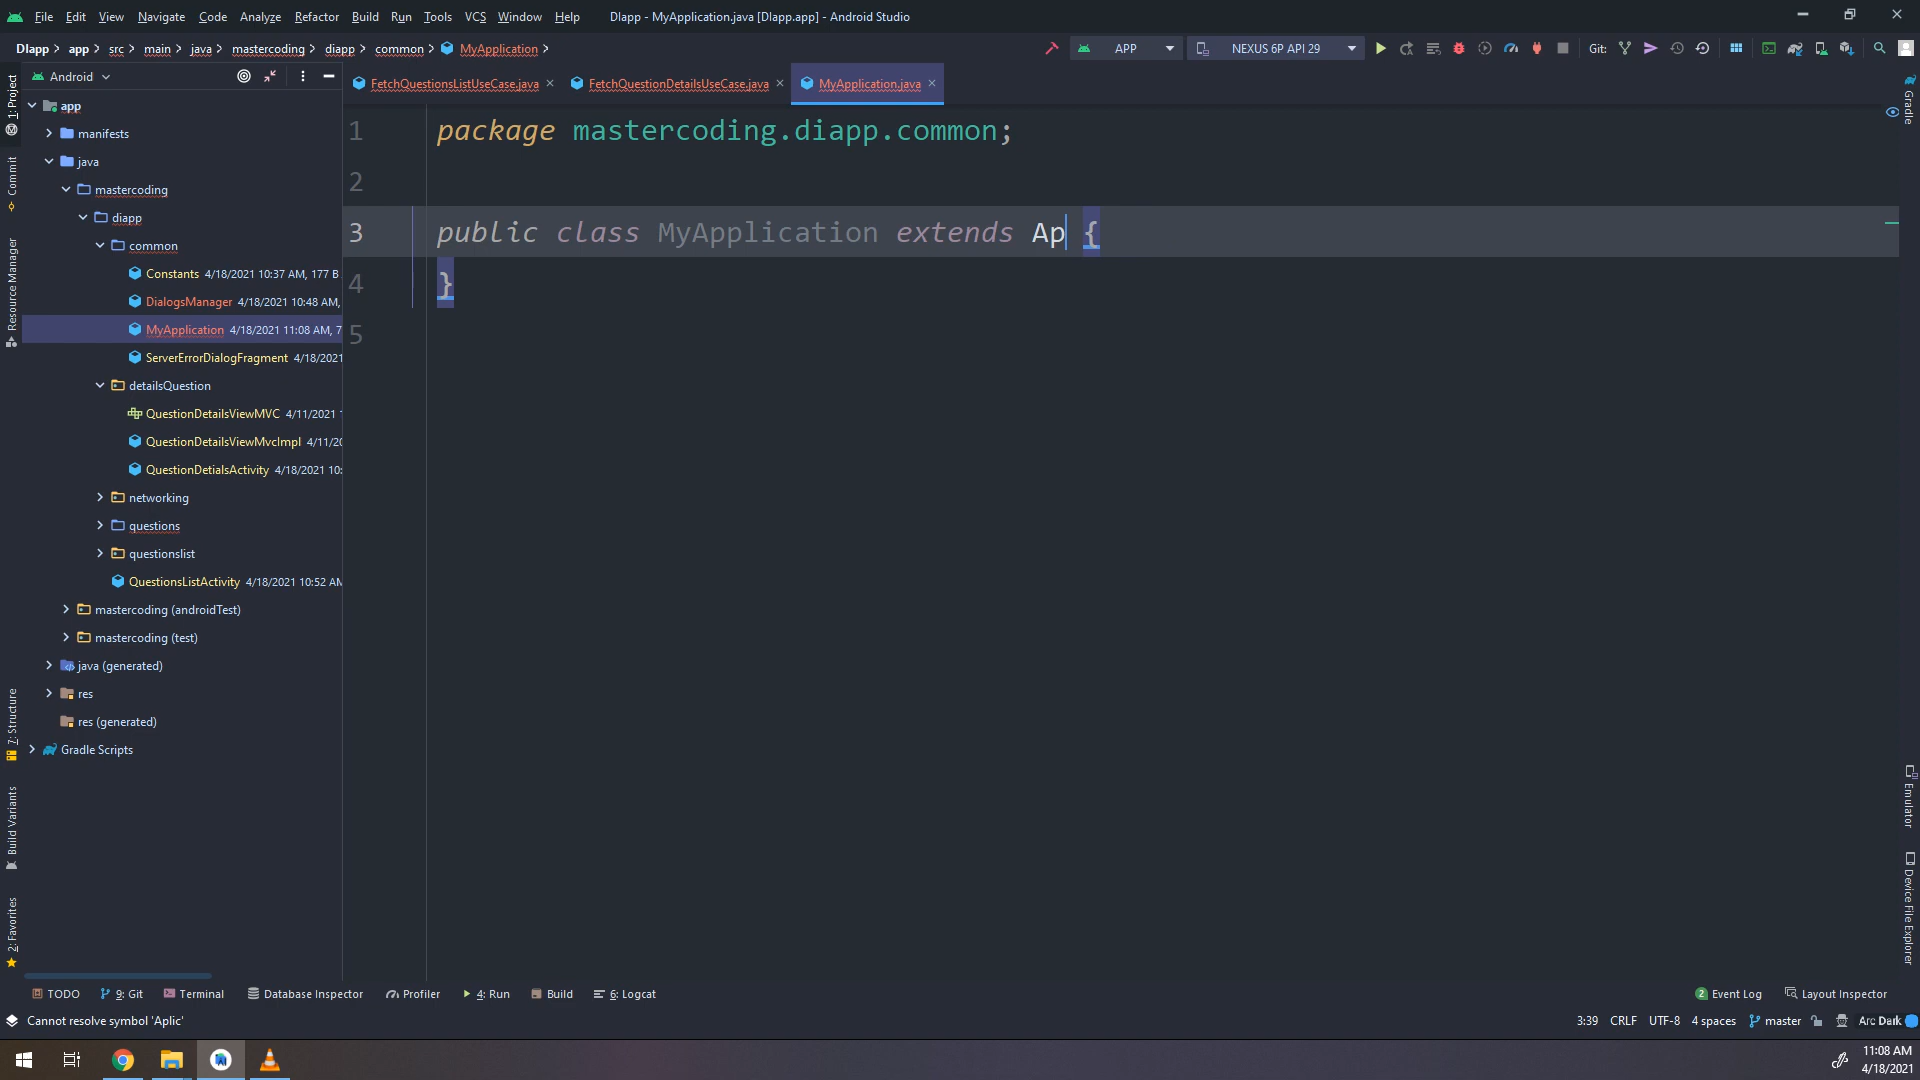 File Edit View Navigate Code Analyze Refactor Build Run Tools VCS Window Help DIapp - MyApplication.java [DIapp.app] - Android Studio
DIapp app src main java mastercoding diapp common MyApplication APP NEXUS 6P API 29 Git:
Android FetchQuestionsListUseCase.java FetchQuestionDetailsUseCase.java MyApplication.java
1: Project
Commit
Resource Manager
7: Structure
Build Variants
2: Favorites
app
manifests
java
mastercoding
diapp
common
Constants 4/18/2021 10:37 AM, 177 B
DialogsManager 4/18/2021 10:48 AM,
MyApplication 4/18/2021 11:08 AM, 7
ServerErrorDialogFragment 4/18/2021
detailsQuestion
QuestionDetailsViewMVC 4/11/2021
QuestionDetailsViewMvcImpl 4/11/20
QuestionDetialsActivity 4/18/2021 10:
networking
questions
questionslist
QuestionsListActivity 4/18/2021 10:52 AM
mastercoding (androidTest)
mastercoding (test)
java (generated)
res
res (generated)
Gradle Scripts
1 package mastercoding.diapp.common;
2
3 public class MyApplication extends Ap {
4 }
5
Gradle
Emulator
Device File Explorer
TODO 9: Git Terminal Database Inspector Profiler 4: Run Build 6: Logcat 2 Event Log Layout Inspector
Cannot resolve symbol 'Aplic' 3:39 CRLF UTF-8 4 spaces master Arc Dark
11:08 AM
4/18/2021